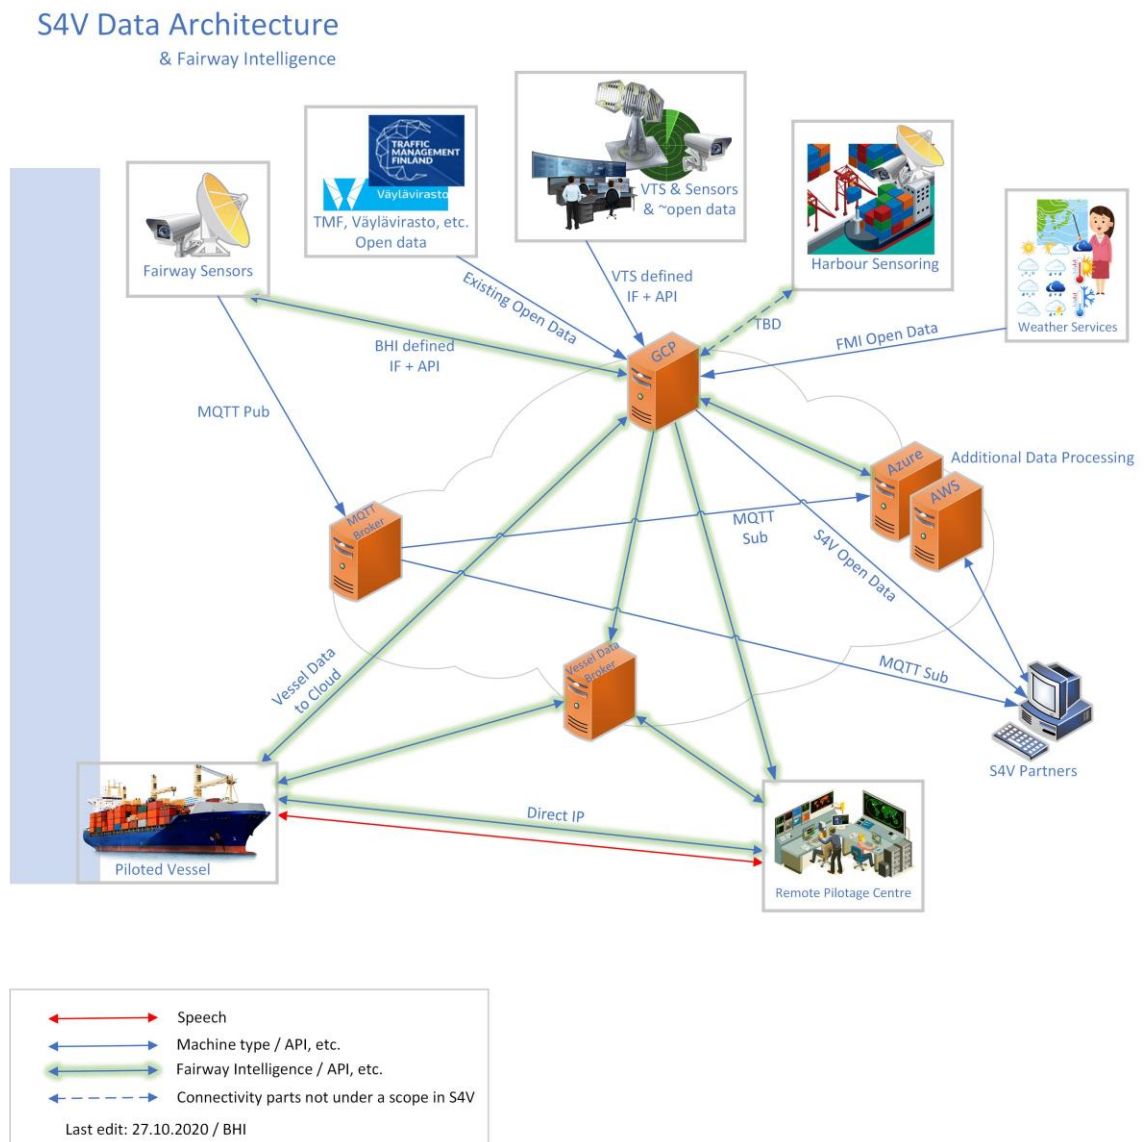 S4V Data Architecture
& Fairway Intelligence
TRAFFIC
MANAGEMENT
FINLAND
Väylävirasto
TMF, Väylävirasto, etc.
Open data
VTS & Sensors
& ~open data
Harbour Sensoring
Fairway Sensors
Weather Services
Existing Open Data
VTS defined
IF + API
TBD
FMI Open Data
BHI defined
IF + API
GCP
MQTT Pub
Azure
AWS
Additional Data Processing
MQTT
Broker
MQTT
Sub
S4V Open Data
Vessel Data
to Cloud
Vessel Data
Broker
MQTT Sub
S4V Partners
Direct IP
Piloted Vessel
Remote Pilotage Centre
Speech
Machine type / API, etc.
Fairway Intelligence / API, etc.
Connectivity parts not under a scope in S4V
Last edit: 27.10.2020 / BHI